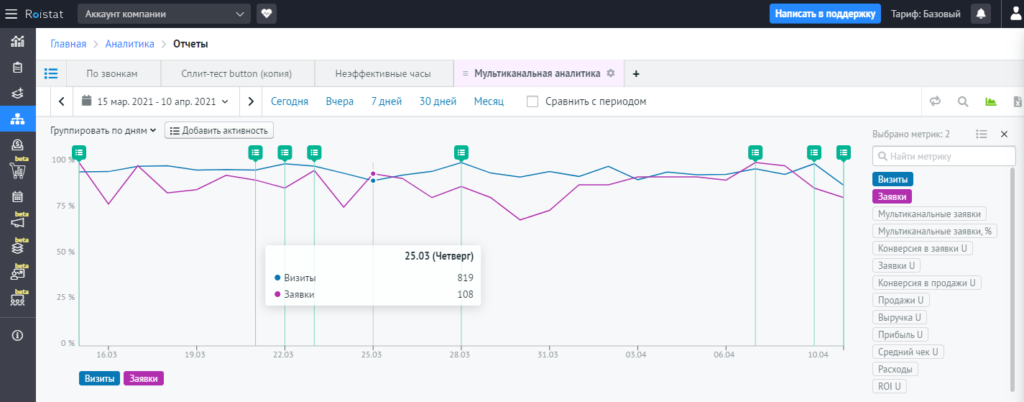 Roistat Аккаунт компании Написать в поддержку Тариф: Базовый
Главная > Аналитика > Отчеты
По звонкам Сплит-тест button (копия) Неэффективные часы Мультиканальная аналитика +
15 мар. 2021 - 10 апр. 2021 Сегодня Вчера 7 дней 30 дней Месяц Сравнить с периодом
Группировать по дням Добавить активность
100 %
75 %
50 %
25 %
0 %
25.03 (Четверг)
Визиты 819
Заявки 108
16.03 19.03 22.03 25.03 28.03 31.03 03.04 06.04 10.04
Визиты Заявки
Выбрано метрик: 2
Найти метрику
Визиты
Заявки
Мультиканальные заявки
Мультиканальные заявки, %
Конверсия в заявки U
Заявки U
Конверсия в продажи U
Продажи U
Выручка U
Прибыль U
Средний чек U
Расходы
ROI U
beta
beta
beta
beta
beta